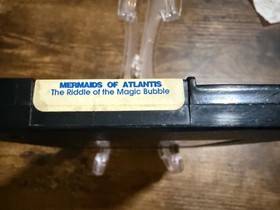 MERMAIDS OF ATLANTIS
The Riddle of the Magic Bubble